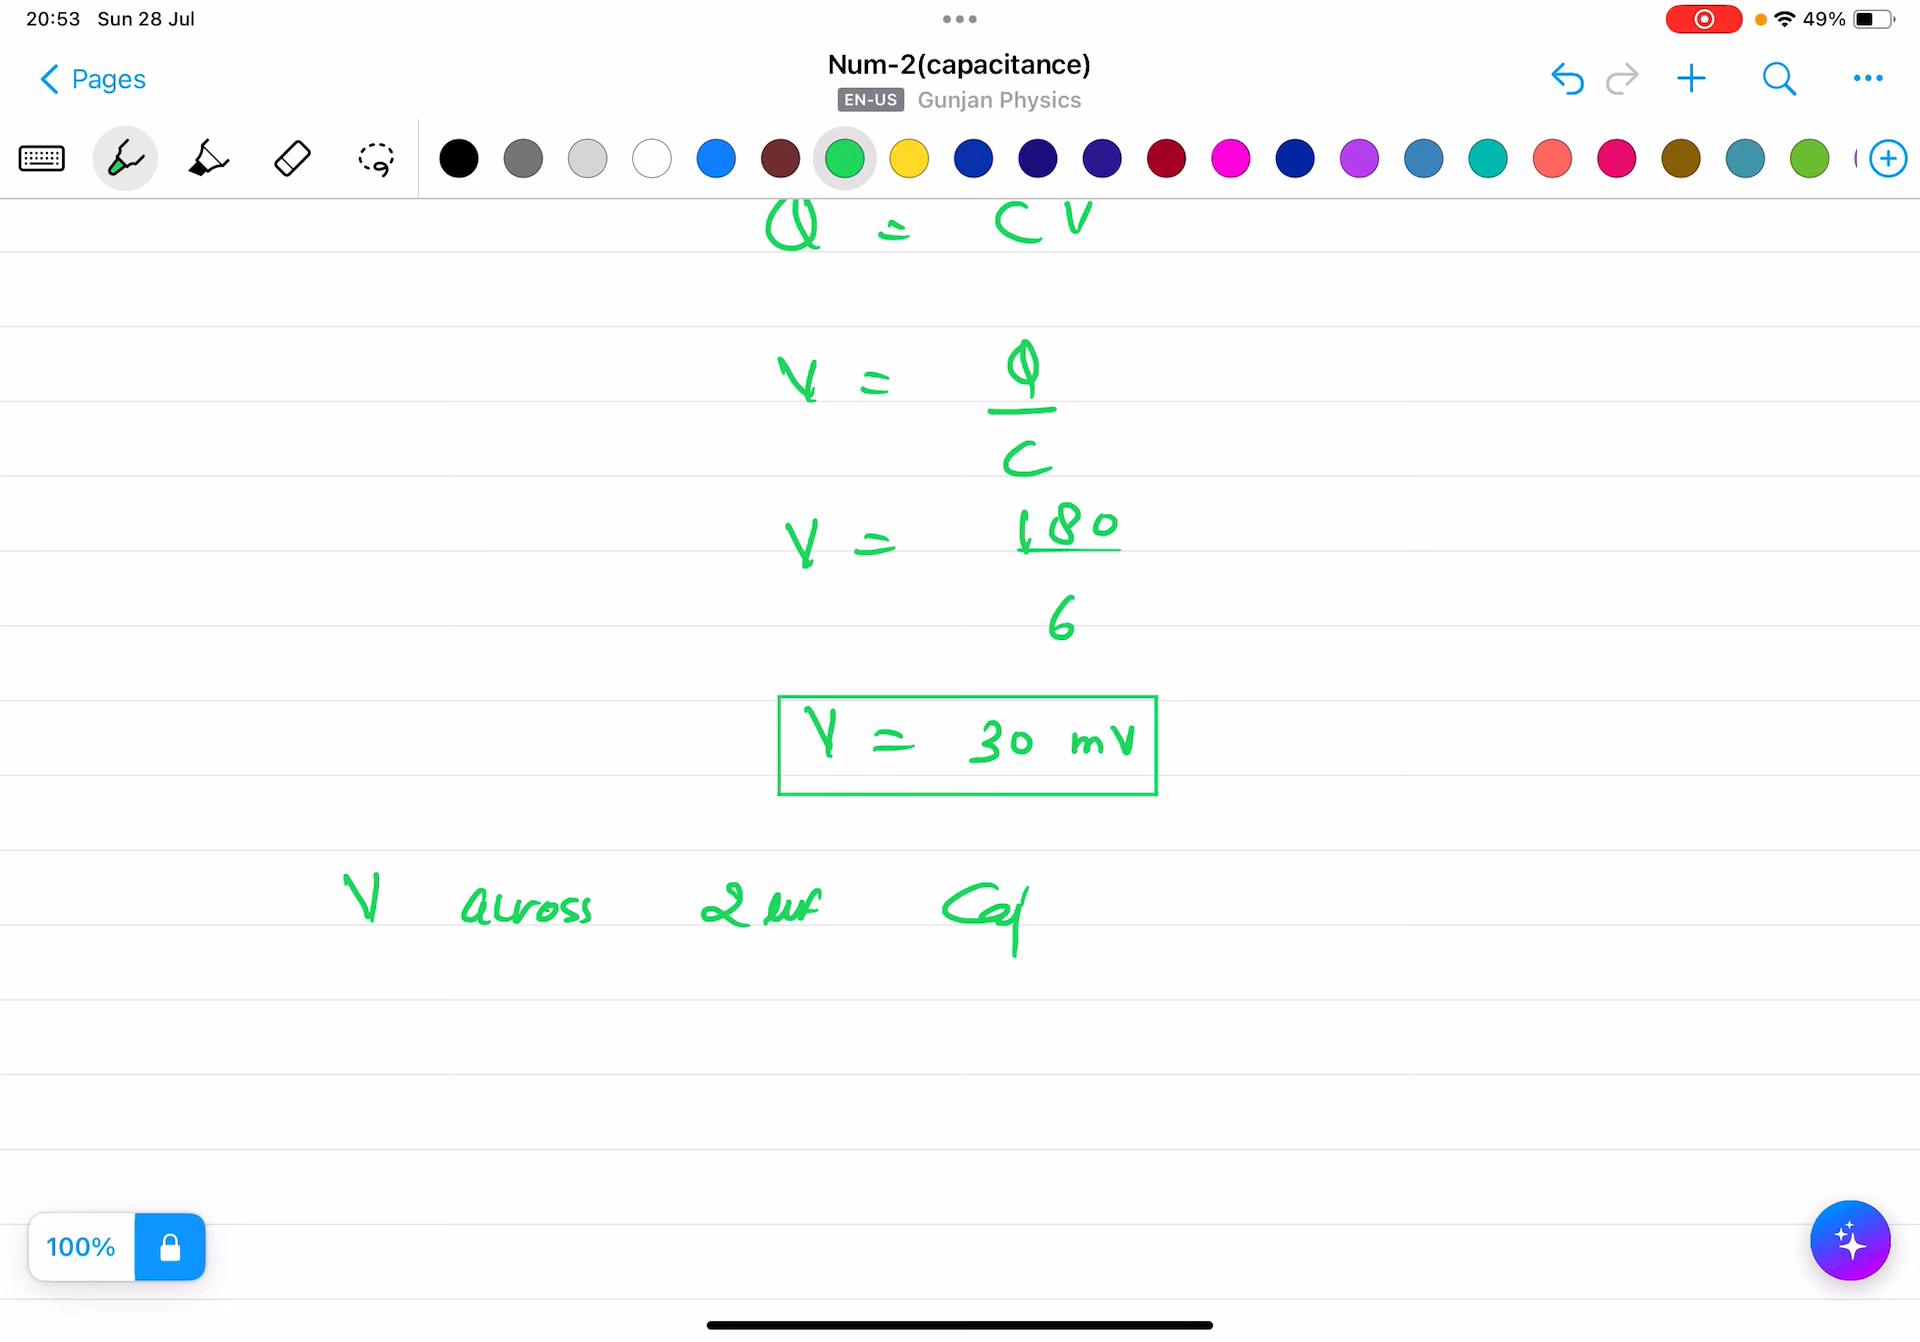 20:53 Sun 28 Jul 49%
Num-2(capacitance)
Pages
EN-US Gunjan Physics
Q = CV
V = Q
C
V = 180
6
V = 30 mV
V across 2 Cap
100%